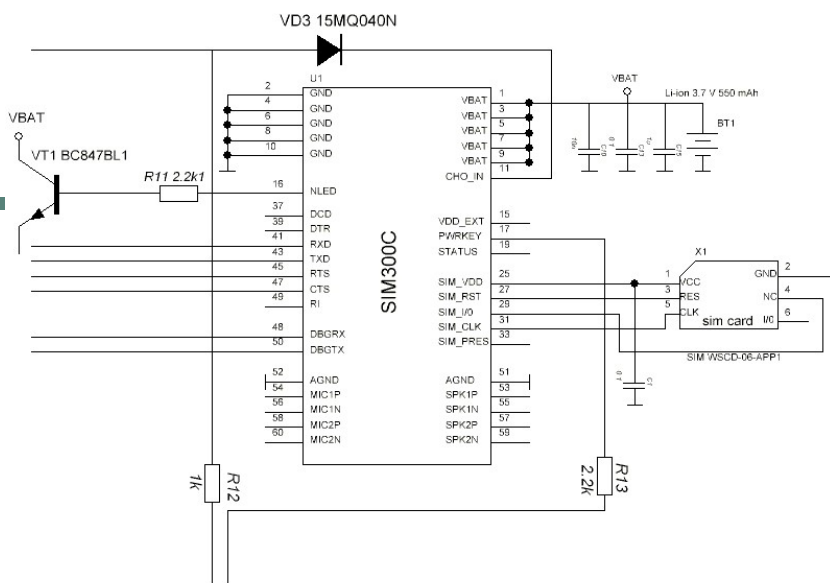 VD3 15MQ040N
U1
VBAT
VT1 BC847BL1
R11 2.2k1
2 GND
4 GND
6 GND
8 GND
10 GND
16 NLED
37 DCD
39 DTR
41 RXD
43 TXD
45 RTS
47 CTS
49 RI
48 DBGRX
50 DBGTX
52 AGND
54 MIC1P
56 MIC1N
58 MIC2P
60 MIC2N
SIM300C
VBAT 1
VBAT 3
VBAT 5
VBAT 7
VBAT 9
CHO_IN 11
VDD_EXT 15
PWRKEY 17
STATUS 19
SIM_VDD 25
SIM_RST 27
SIM_I/0 29
SIM_CLK 31
SIM_PRES 33
AGND 51
SPK1P 53
SPK1N 55
SPK2P 57
SPK2N 59
VBAT
Li-ion 3.7 V 550 mAh
BT1
X1
1 VCC
3 RES
5 CLK
GND 2
NC 4
I/0 6
sim card
SIM WSCD-06-APP1
R12
1k
R13
2.2k